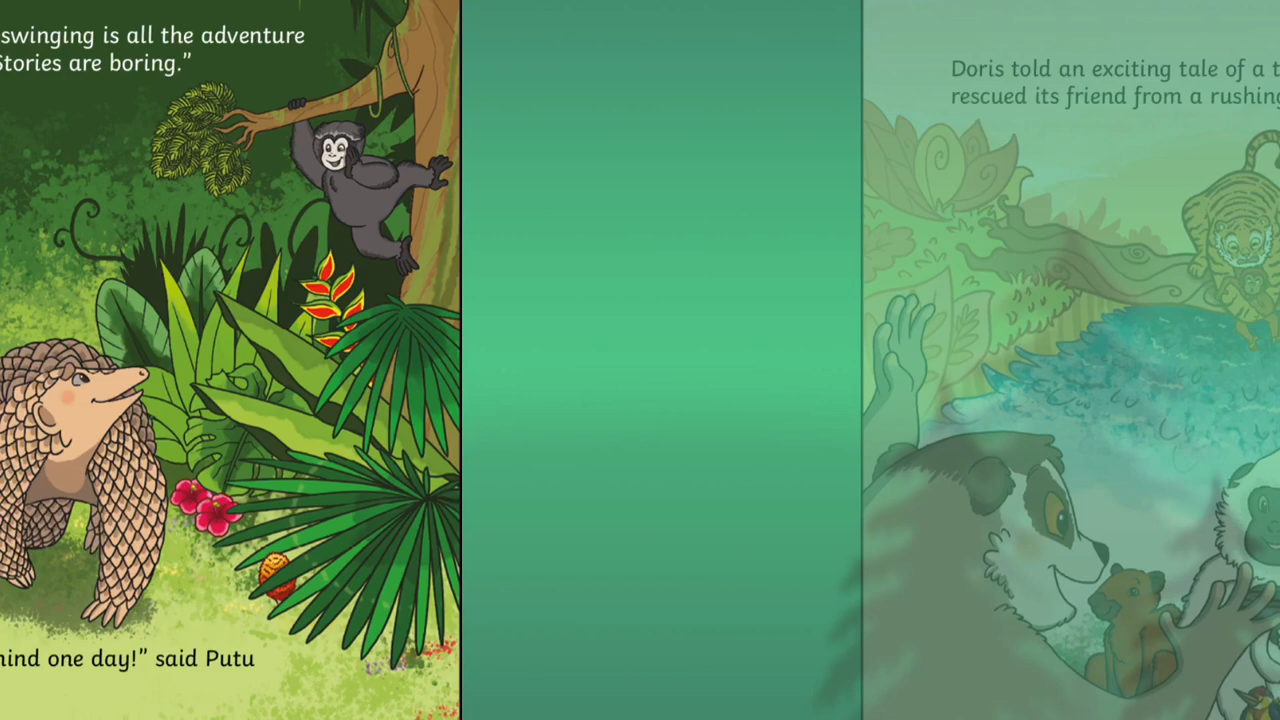 swinging is all the adventure
Stories are boring.”
mind one day!” said Putu
Doris told an exciting tale of a t
rescued its friend from a rushing